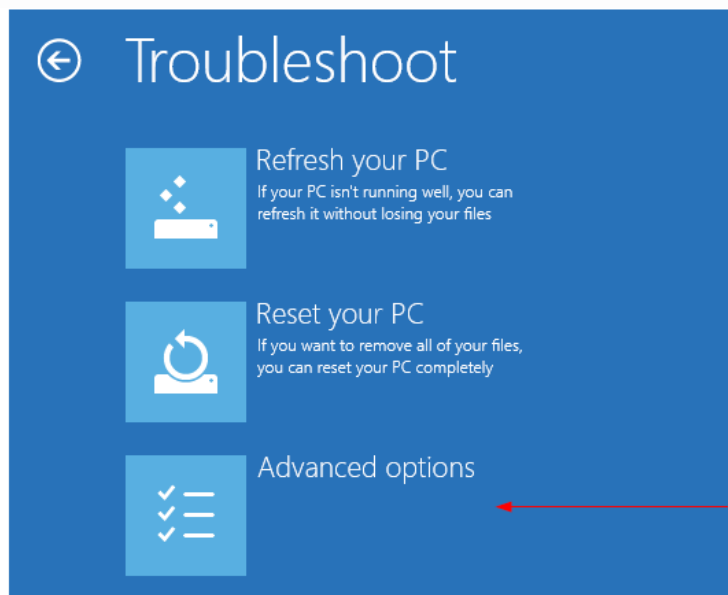 Troubleshoot
Refresh your PC
If your PC isn't running well, you can
refresh it without losing your files
Reset your PC
If you want to remove all of your files,
you can reset your PC completely
Advanced options